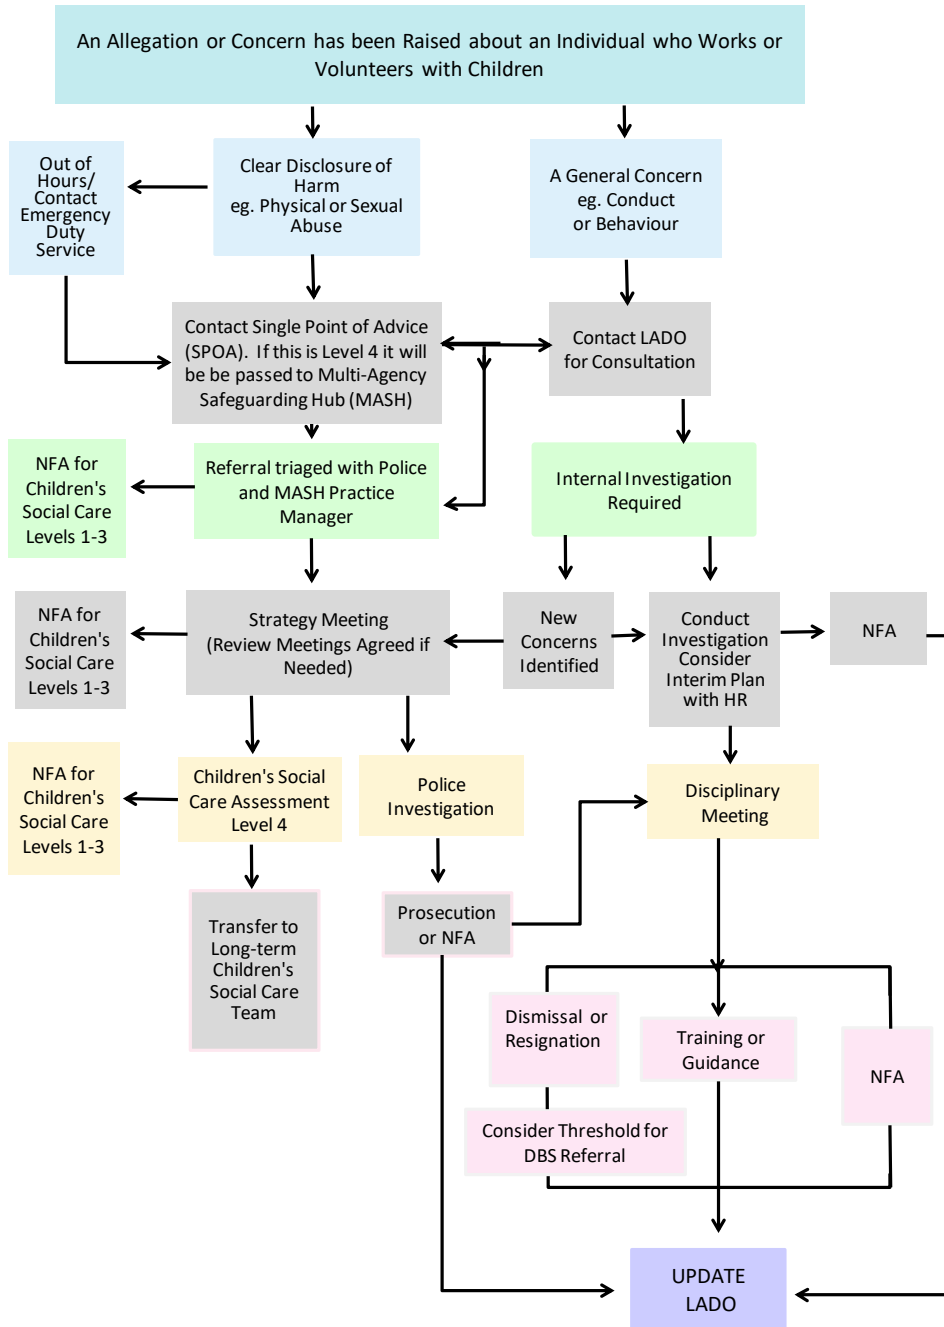 An Allegation or Concern has been Raised about an Individual who Works or
Volunteers with Children
Out of
Hours/
Contact
Emergency
Duty
Service
Clear Disclosure of
Harm
eg. Physical or Sexual
Abuse
A General Concern
eg. Conduct
or Behaviour
Contact Single Point of Advice
(SPOA). If this is Level 4 it will
be be passed to Multi-Agency
Safeguarding Hub (MASH)
Contact LADO
for Consultation
NFA for
Children's
Social Care
Levels 1-3
Referral triaged with Police
and MASH Practice
Manager
Internal Investigation
Required
NFA for
Children's
Social Care
Levels 1-3
Strategy Meeting
(Review Meetings Agreed if
Needed)
New
Concerns
Identified
Conduct
Investigation
Consider
Interim Plan
with HR
NFA
NFA for
Children's
Social Care
Levels 1-3
Children's Social
Care Assessment
Level 4
Police
Investigation
Disciplinary
Meeting
Transfer to
Long-term
Children's
Social Care
Team
Prosecution
or NFA
Dismissal or
Resignation
Training or
Guidance
NFA
Consider Threshold for
DBS Referral
UPDATE
LADO